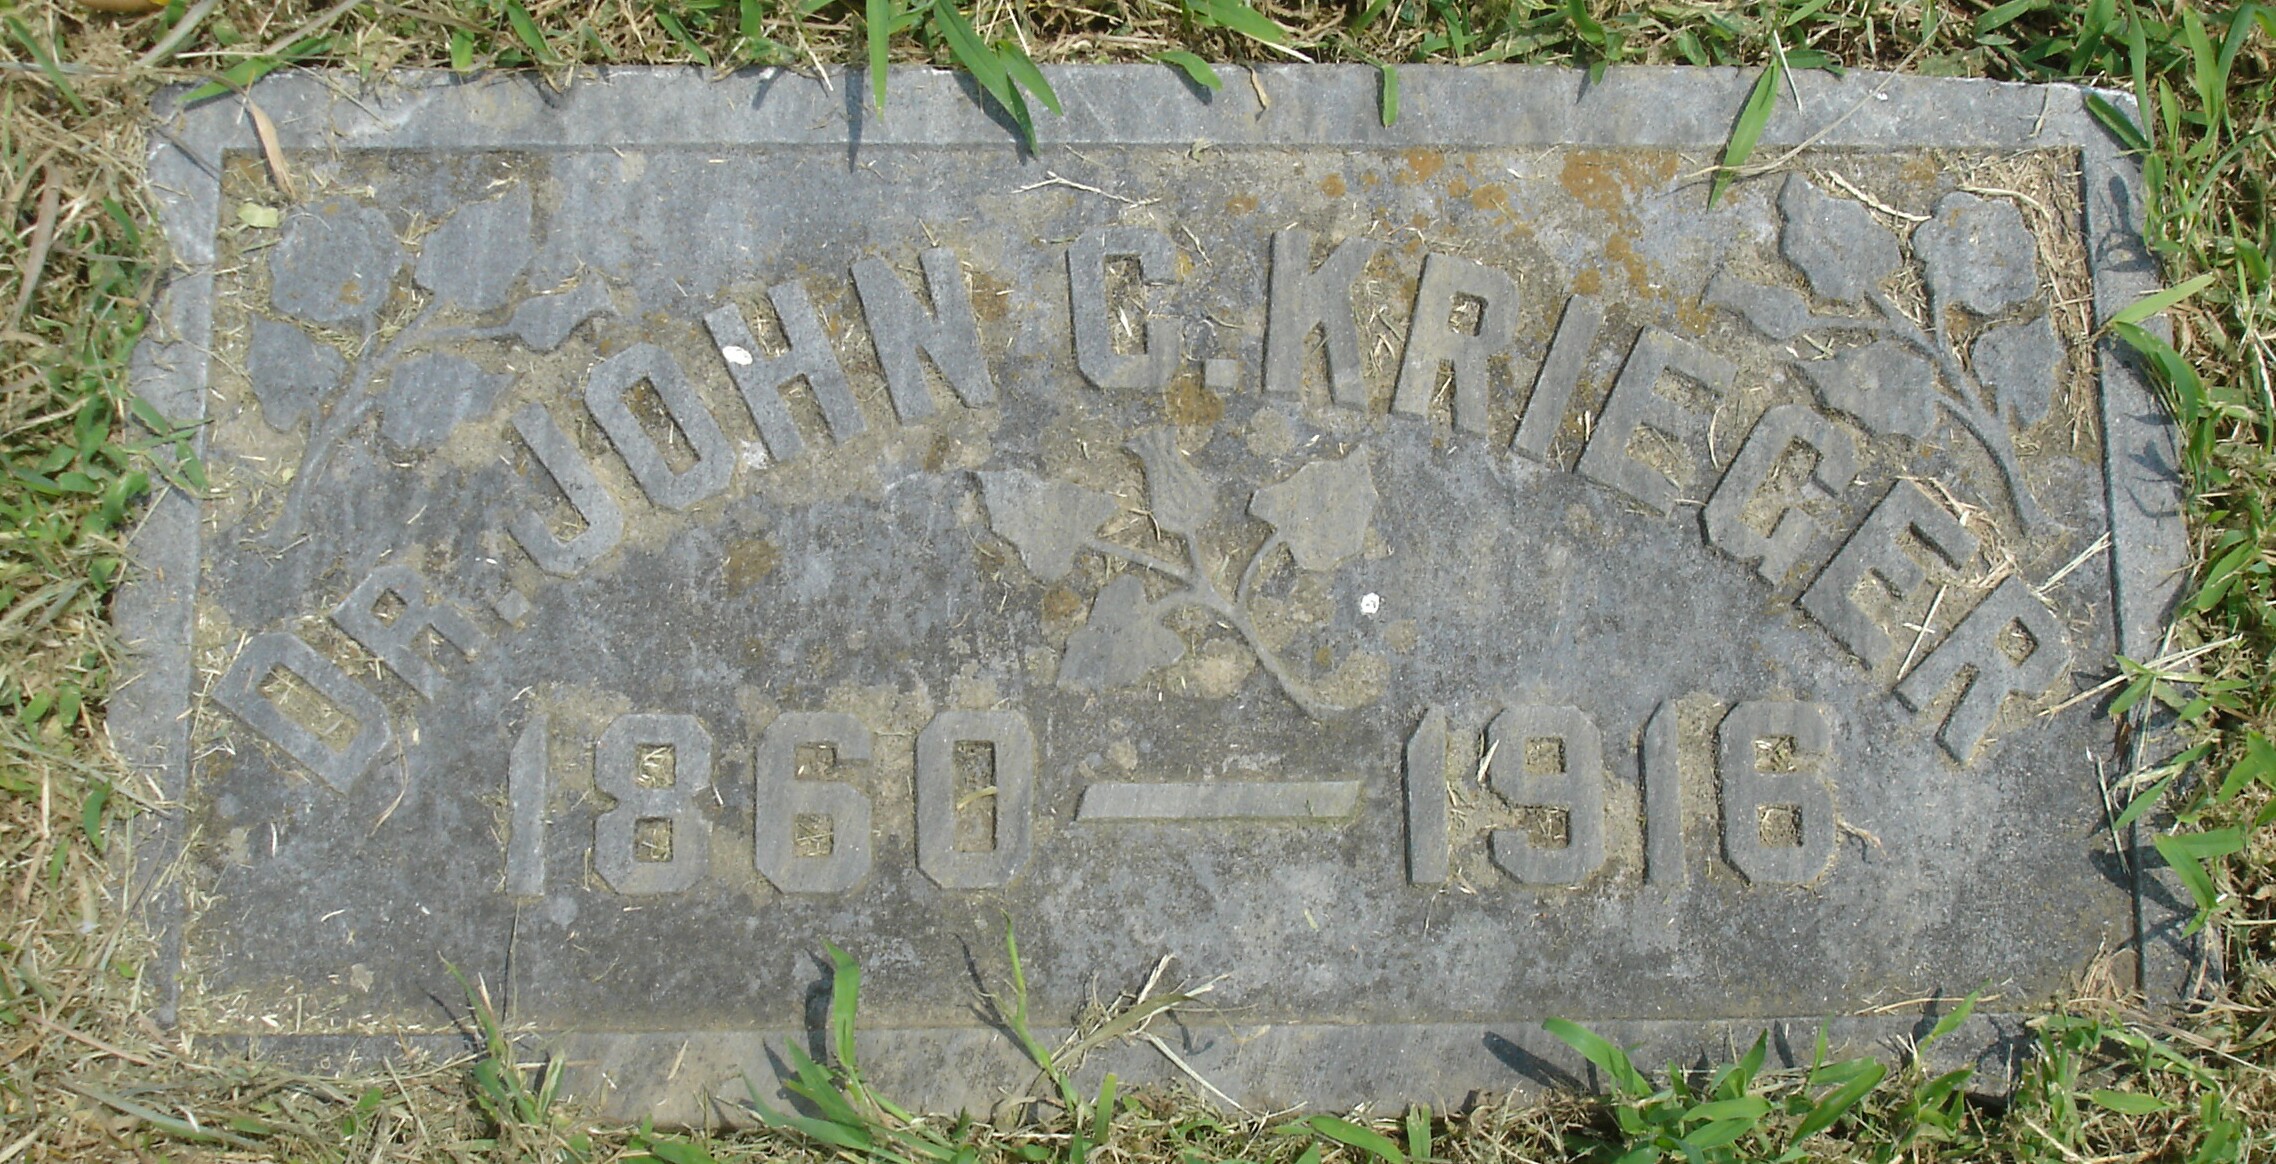 DR. JOHN C. KRIEGER
1860 — 1916